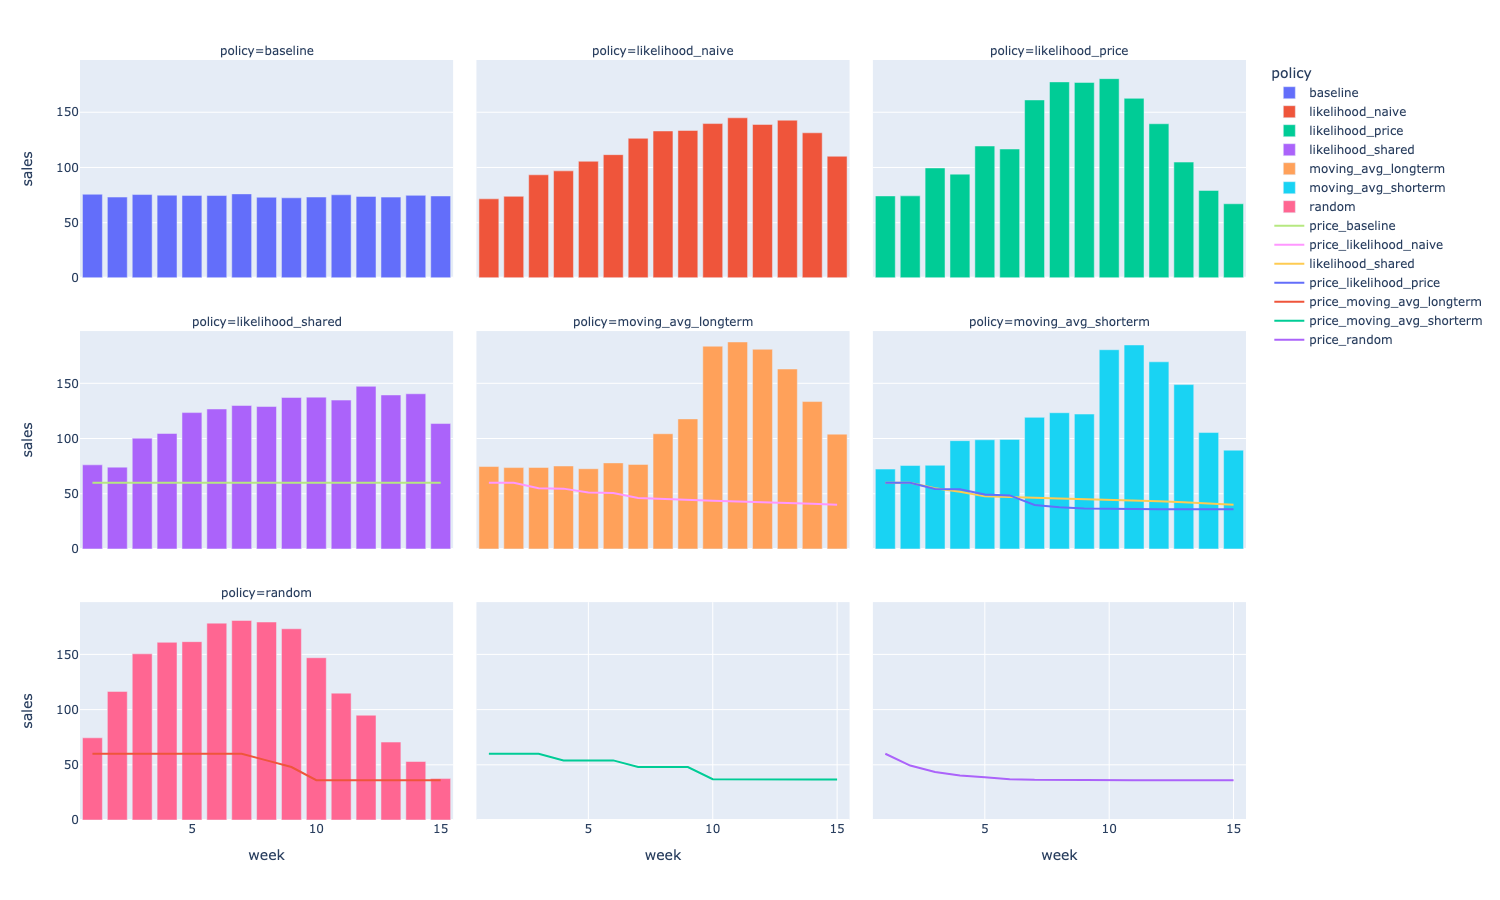 policy=baseline
policy=likelihood_naive
policy=likelihood_price
sales
150
100
50
0
policy=likelihood_shared
policy=moving_avg_longterm
policy=moving_avg_shorterm
sales
150
100
50
0
policy=random
sales
150
100
50
0
5
10
15
5
10
15
5
10
15
week
week
week
policy
baseline
likelihood_naive
likelihood_price
likelihood_shared
moving_avg_longterm
moving_avg_shorterm
random
price_baseline
price_likelihood_naive
likelihood_shared
price_likelihood_price
price_moving_avg_longterm
price_moving_avg_shorterm
price_random